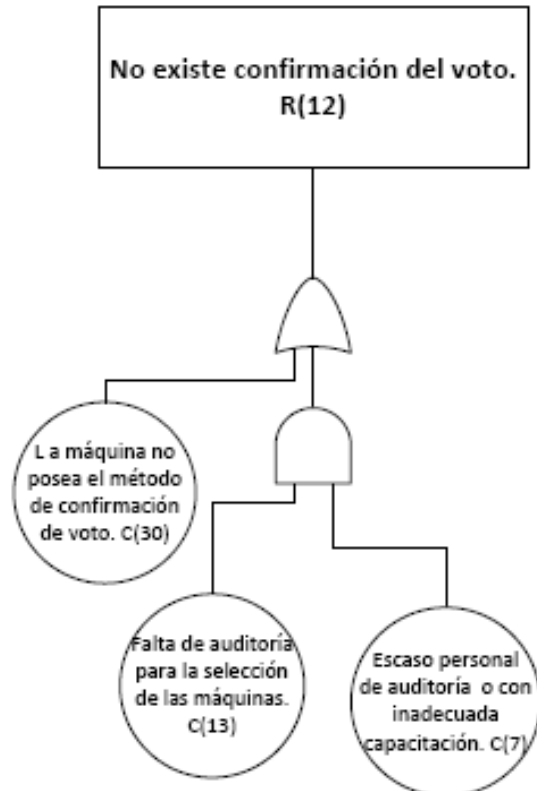 No existe confirmación del voto.
R(12)
L a máquina no
posea el método
de confirmación
de voto. C(30)
Falta de auditoría
para la selección
de las máquinas.
C(13)
Escaso personal
de auditoría o con
inadecuada
capacitación. C(7)